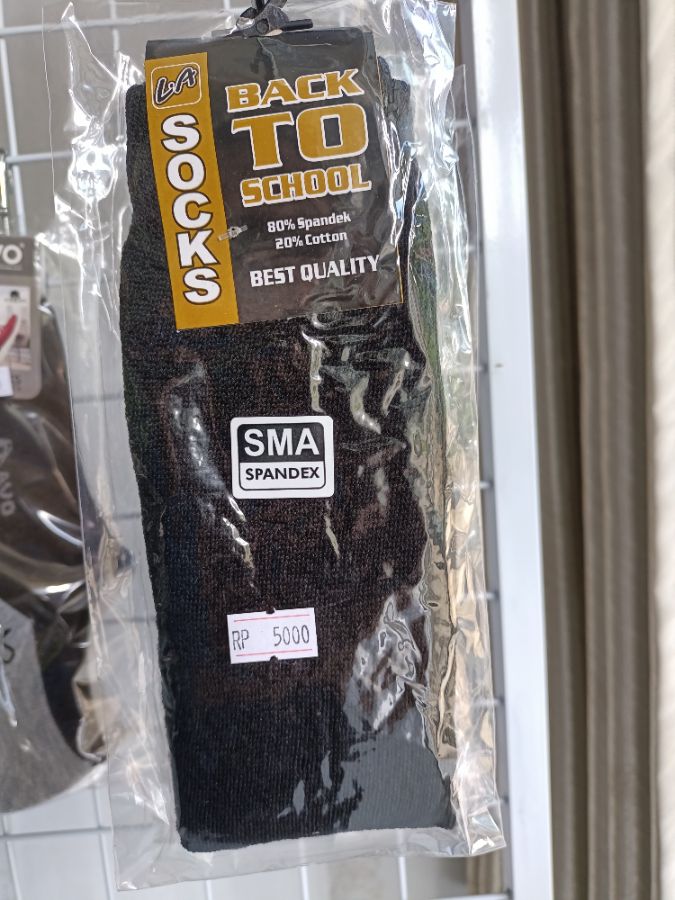 LA
SOCKS
BACK
TO
SCHOOL
80% Spandek
20% Cotton
BEST QUALITY
SMA
SPANDEX
RP 5000